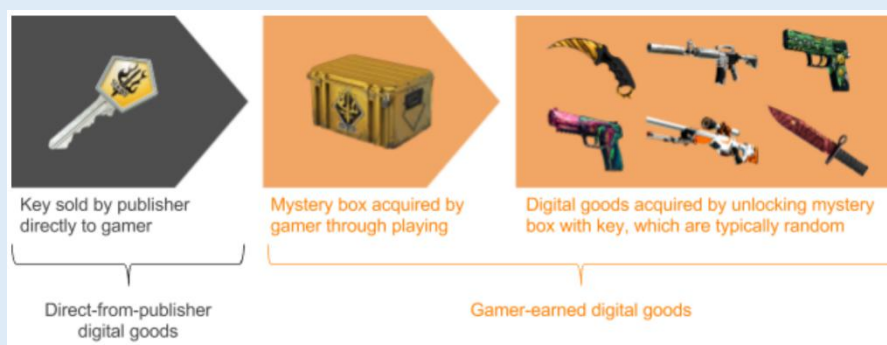 Key sold by publisher
directly to gamer
Mystery box acquired by
gamer through playing
Digital goods acquired by unlocking mystery
box with key, which are typically random
Direct-from-publisher
digital goods
Gamer-earned digital goods